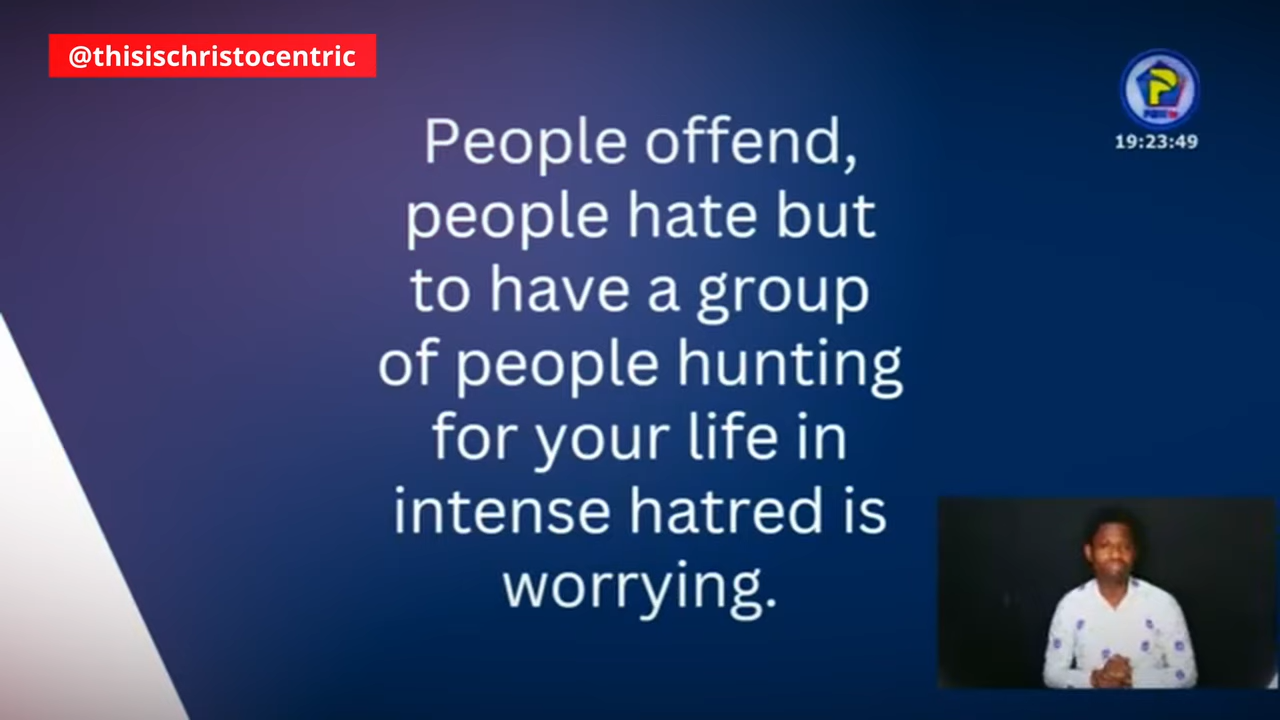 @thisischristocentric
19:23:49
People offend,
people hate but
to have a group
of people hunting
for your life in
intense hatred is
worrying.